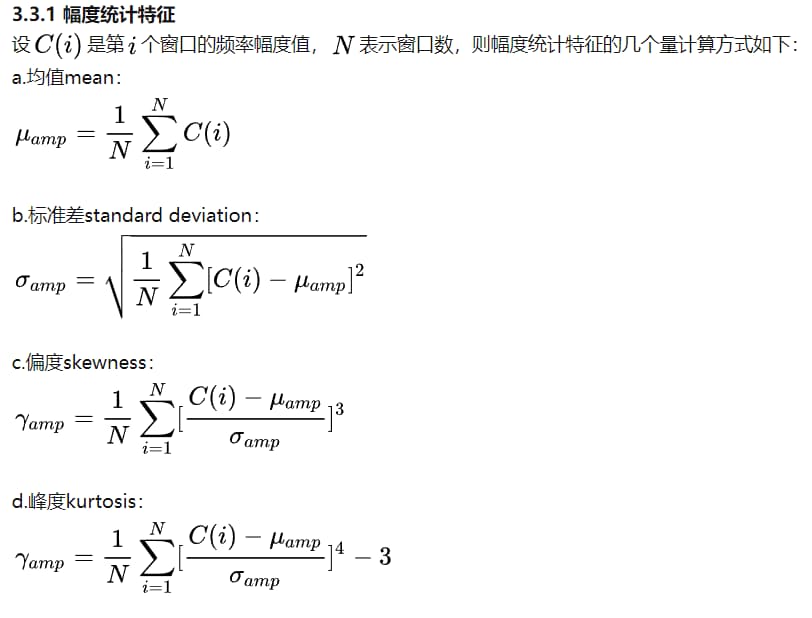 3.3.1 幅度统计特征
设 C(i) 是第 i 个窗口的频率幅度值， N 表示窗口数，则幅度统计特征的几个量计算方式如下：
a.均值mean：
$\mu_{amp} = \frac{1}{N} \sum_{i=1}^{N} C(i)$
b.标准差standard deviation：
$\sigma_{amp} = \sqrt{\frac{1}{N} \sum_{i=1}^{N} [C(i) - \mu_{amp}]^2}$
c.偏度skewness：
$\gamma_{amp} = \frac{1}{N} \sum_{i=1}^{N} [\frac{C(i) - \mu_{amp}}{\sigma_{amp}}]^3$
d.峰度kurtosis：
$\gamma_{amp} = \frac{1}{N} \sum_{i=1}^{N} [\frac{C(i) - \mu_{amp}}{\sigma_{amp}}]^4 - 3$